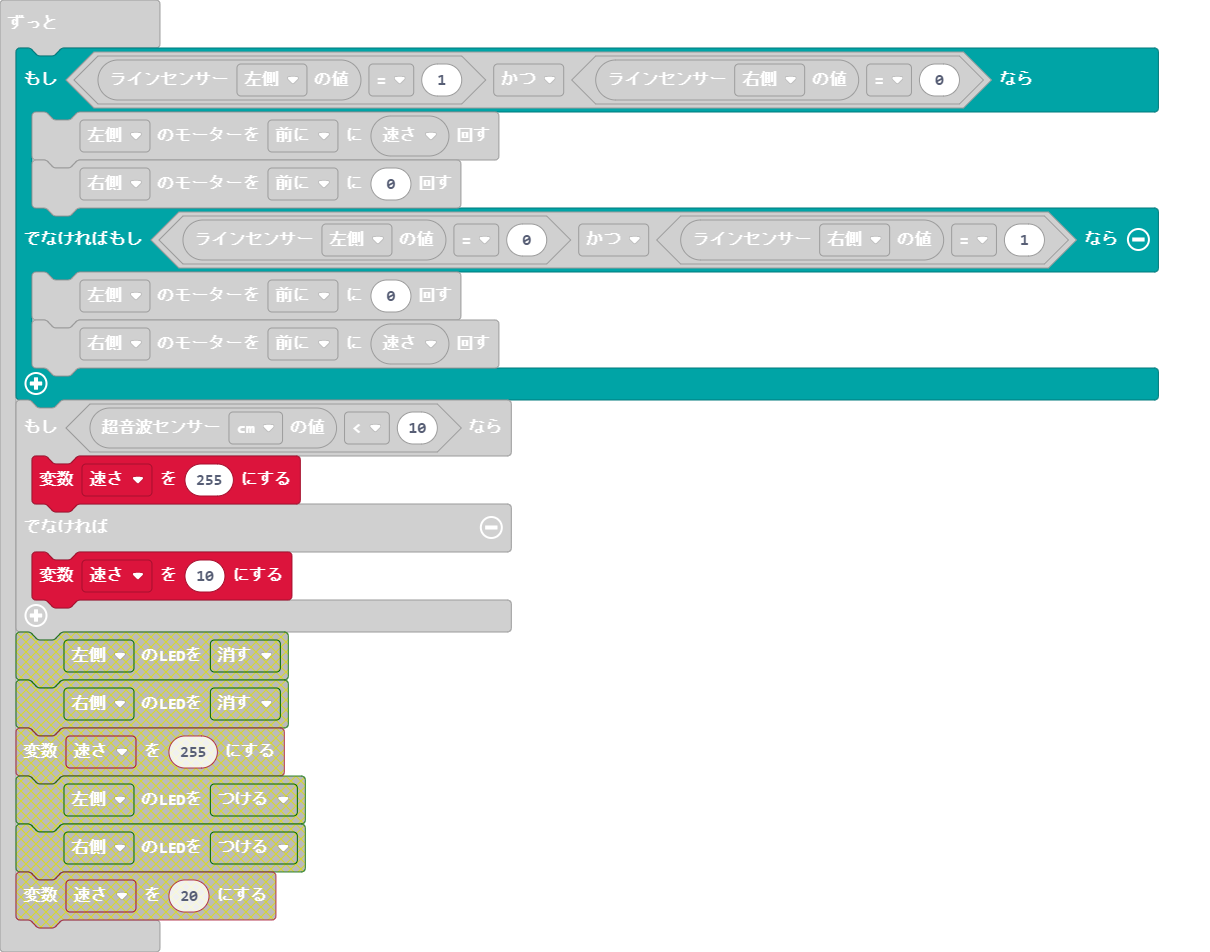 ずっと
もし ラインセンサー 左側 の値 = 1 かつ ラインセンサー 右側 の値 = 0 なら
左側 のモーターを 前に に 速さ 回す
右側 のモーターを 前に に 0 回す
でなければもし ラインセンサー 左側 の値 = 0 かつ ラインセンサー 右側 の値 = 1 なら
左側 のモーターを 前に に 0 回す
右側 のモーターを 前に に 速さ 回す
もし 超音波センサー cm の値 < 10 なら
変数 速さ を 255 にする
でなければ
変数 速さ を 10 にする
左側 のLEDを 消す
右側 のLEDを 消す
変数 速さ を 255 にする
左側 のLEDを つける
右側 のLEDを つける
変数 速さ を 20 にする